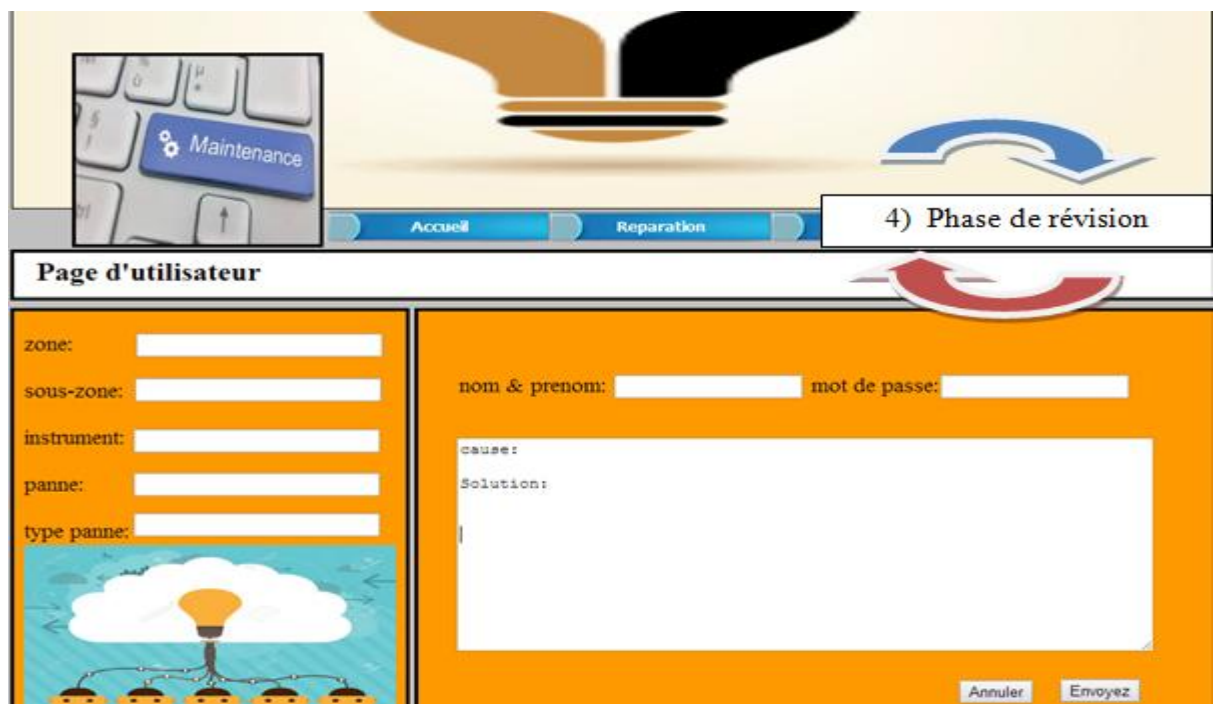 Maintenance
Accueil
Reparation
4) Phase de révision
Page d'utilisateur
zone:
sous-zone:
instrument:
panne:
type panne:
nom & prenom:
mot de passe:
cause:
Solution:
Annuler
Envoyez